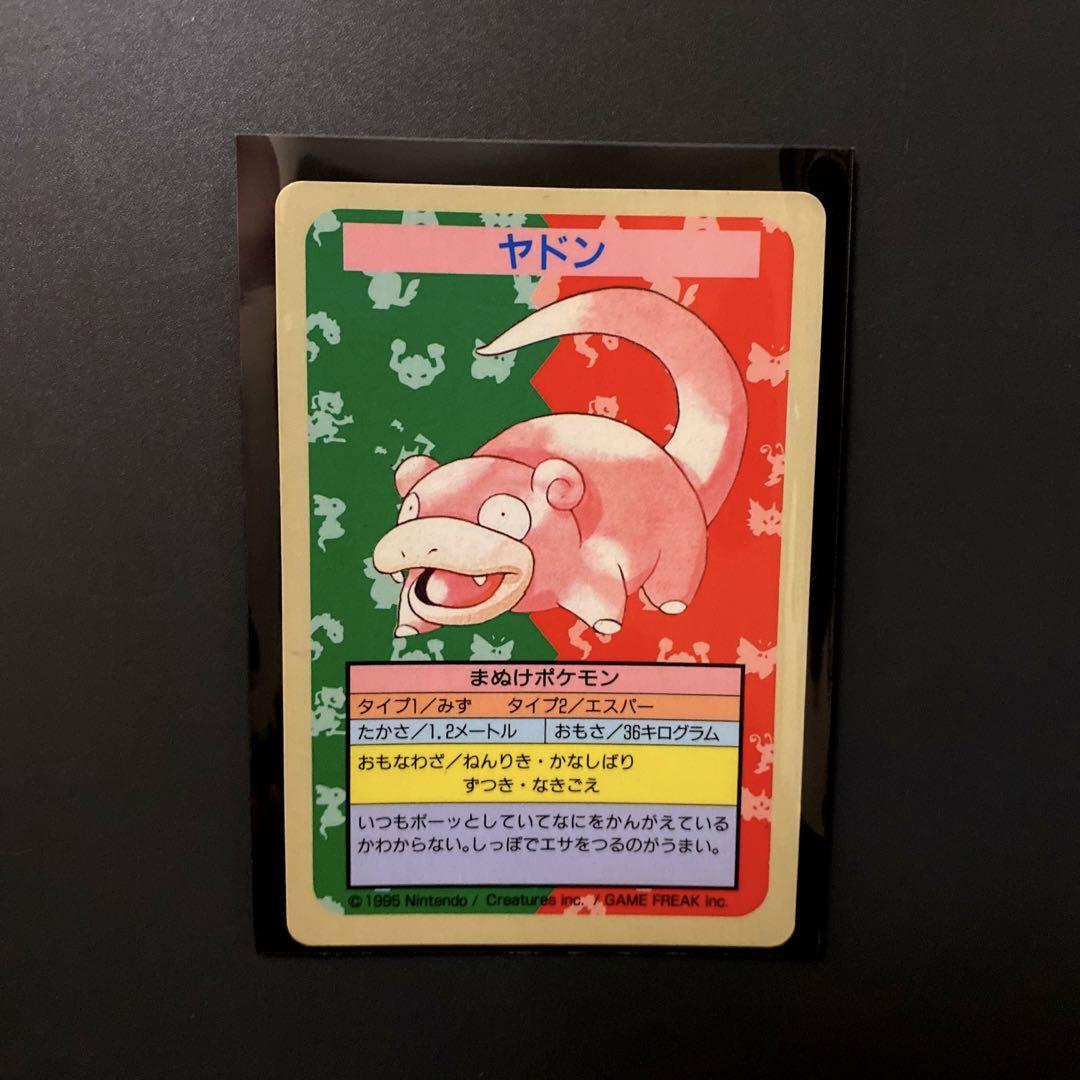 ヤドン
まぬけポケモン
タイプ1/みず　タイプ2/エスパー
たかさ/1.2メートル　おもさ/36キログラム
おもなわざ/ねんりき・かなしばり
ずつき・なきごえ
いつもボーッとしていてなにをかんがえている
かわからない。しっぽでエサをつるのがうまい。
© 1995 Nintendo / Creatures inc. / GAME FREAK inc.